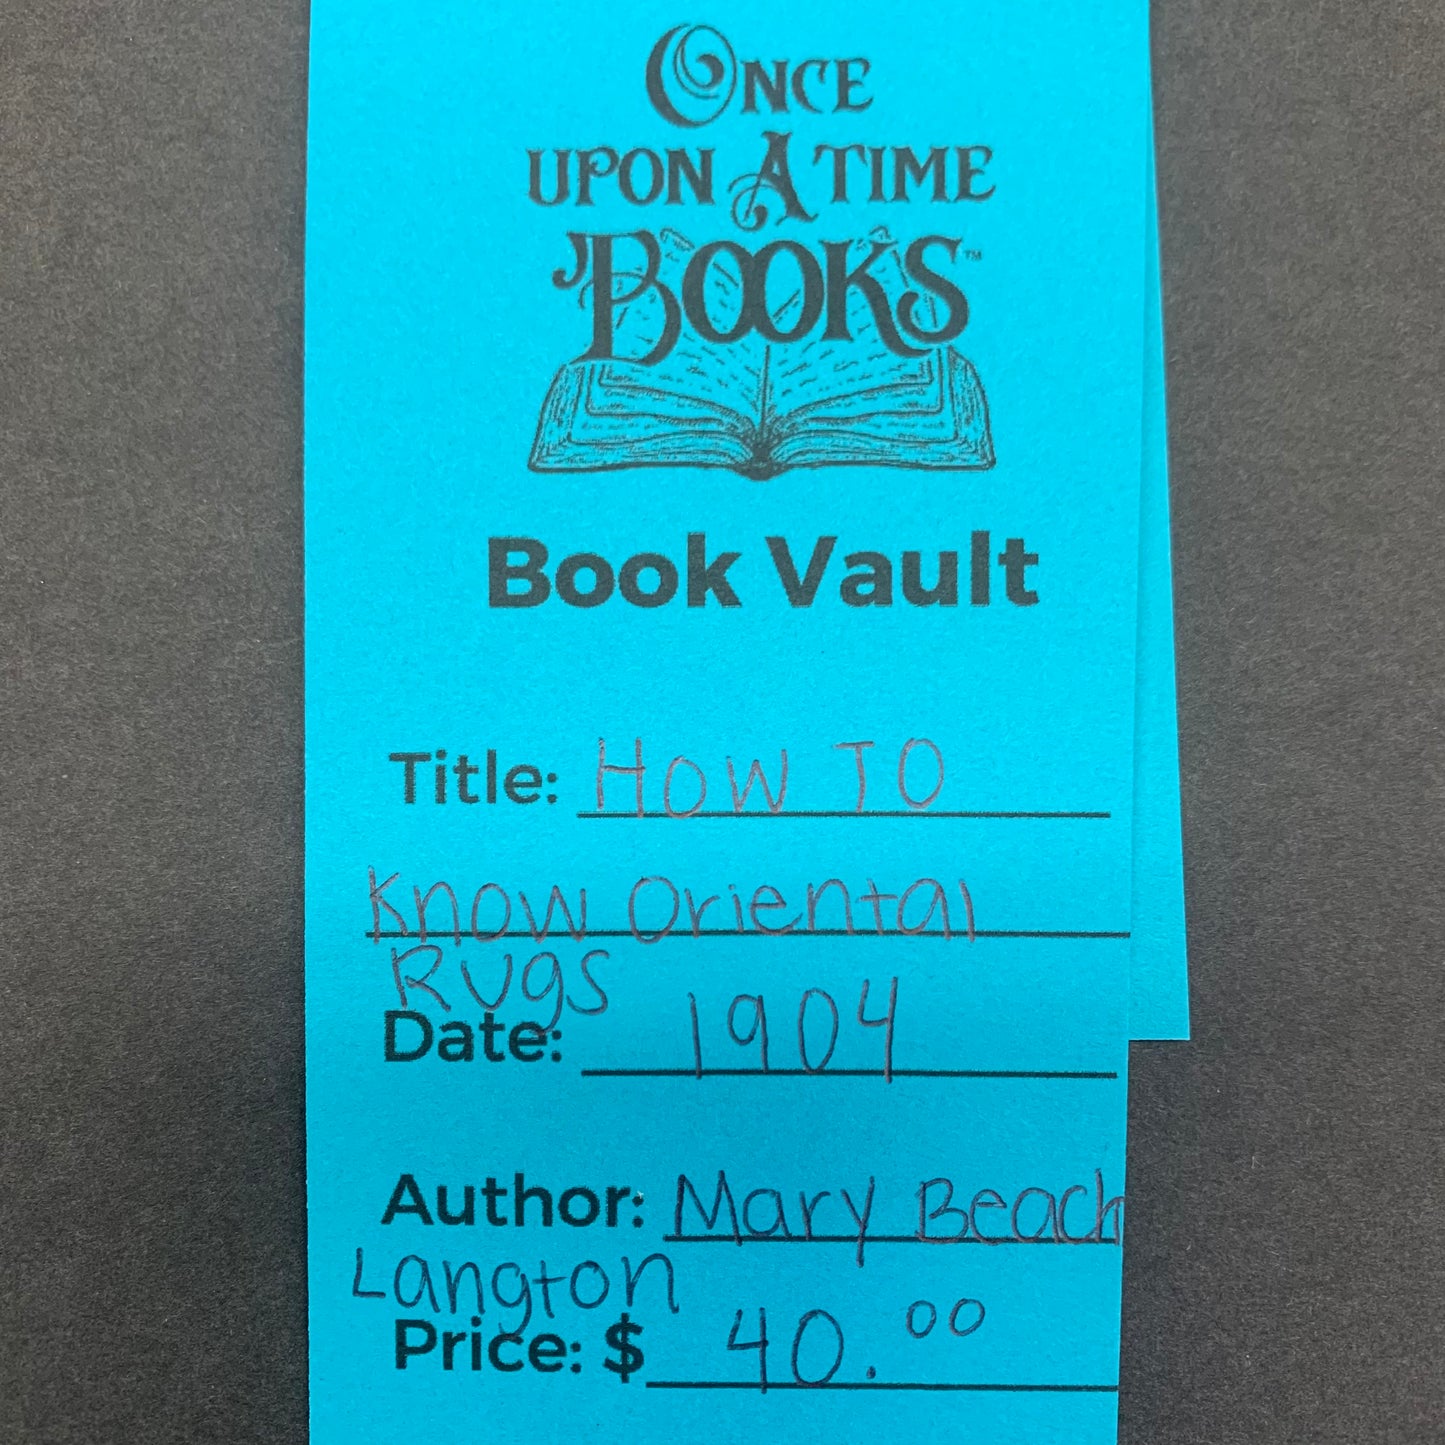 ONCE
UPON A TIME
BOOKS™
Book Vault
Title: How TO
Know Oriental
Rugs
Date: 1904
Author: Mary Beach
Langton
Price: $ 40.00